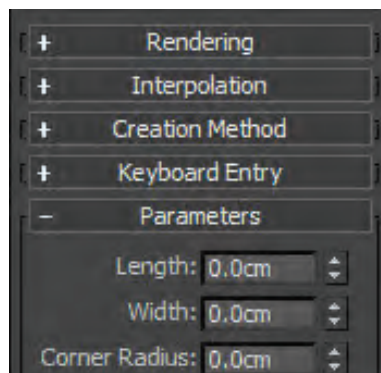 + Rendering
+ Interpolation
+ Creation Method
+ Keyboard Entry
- Parameters
Length: 0.0cm
Width: 0.0cm
Corner Radius: 0.0cm